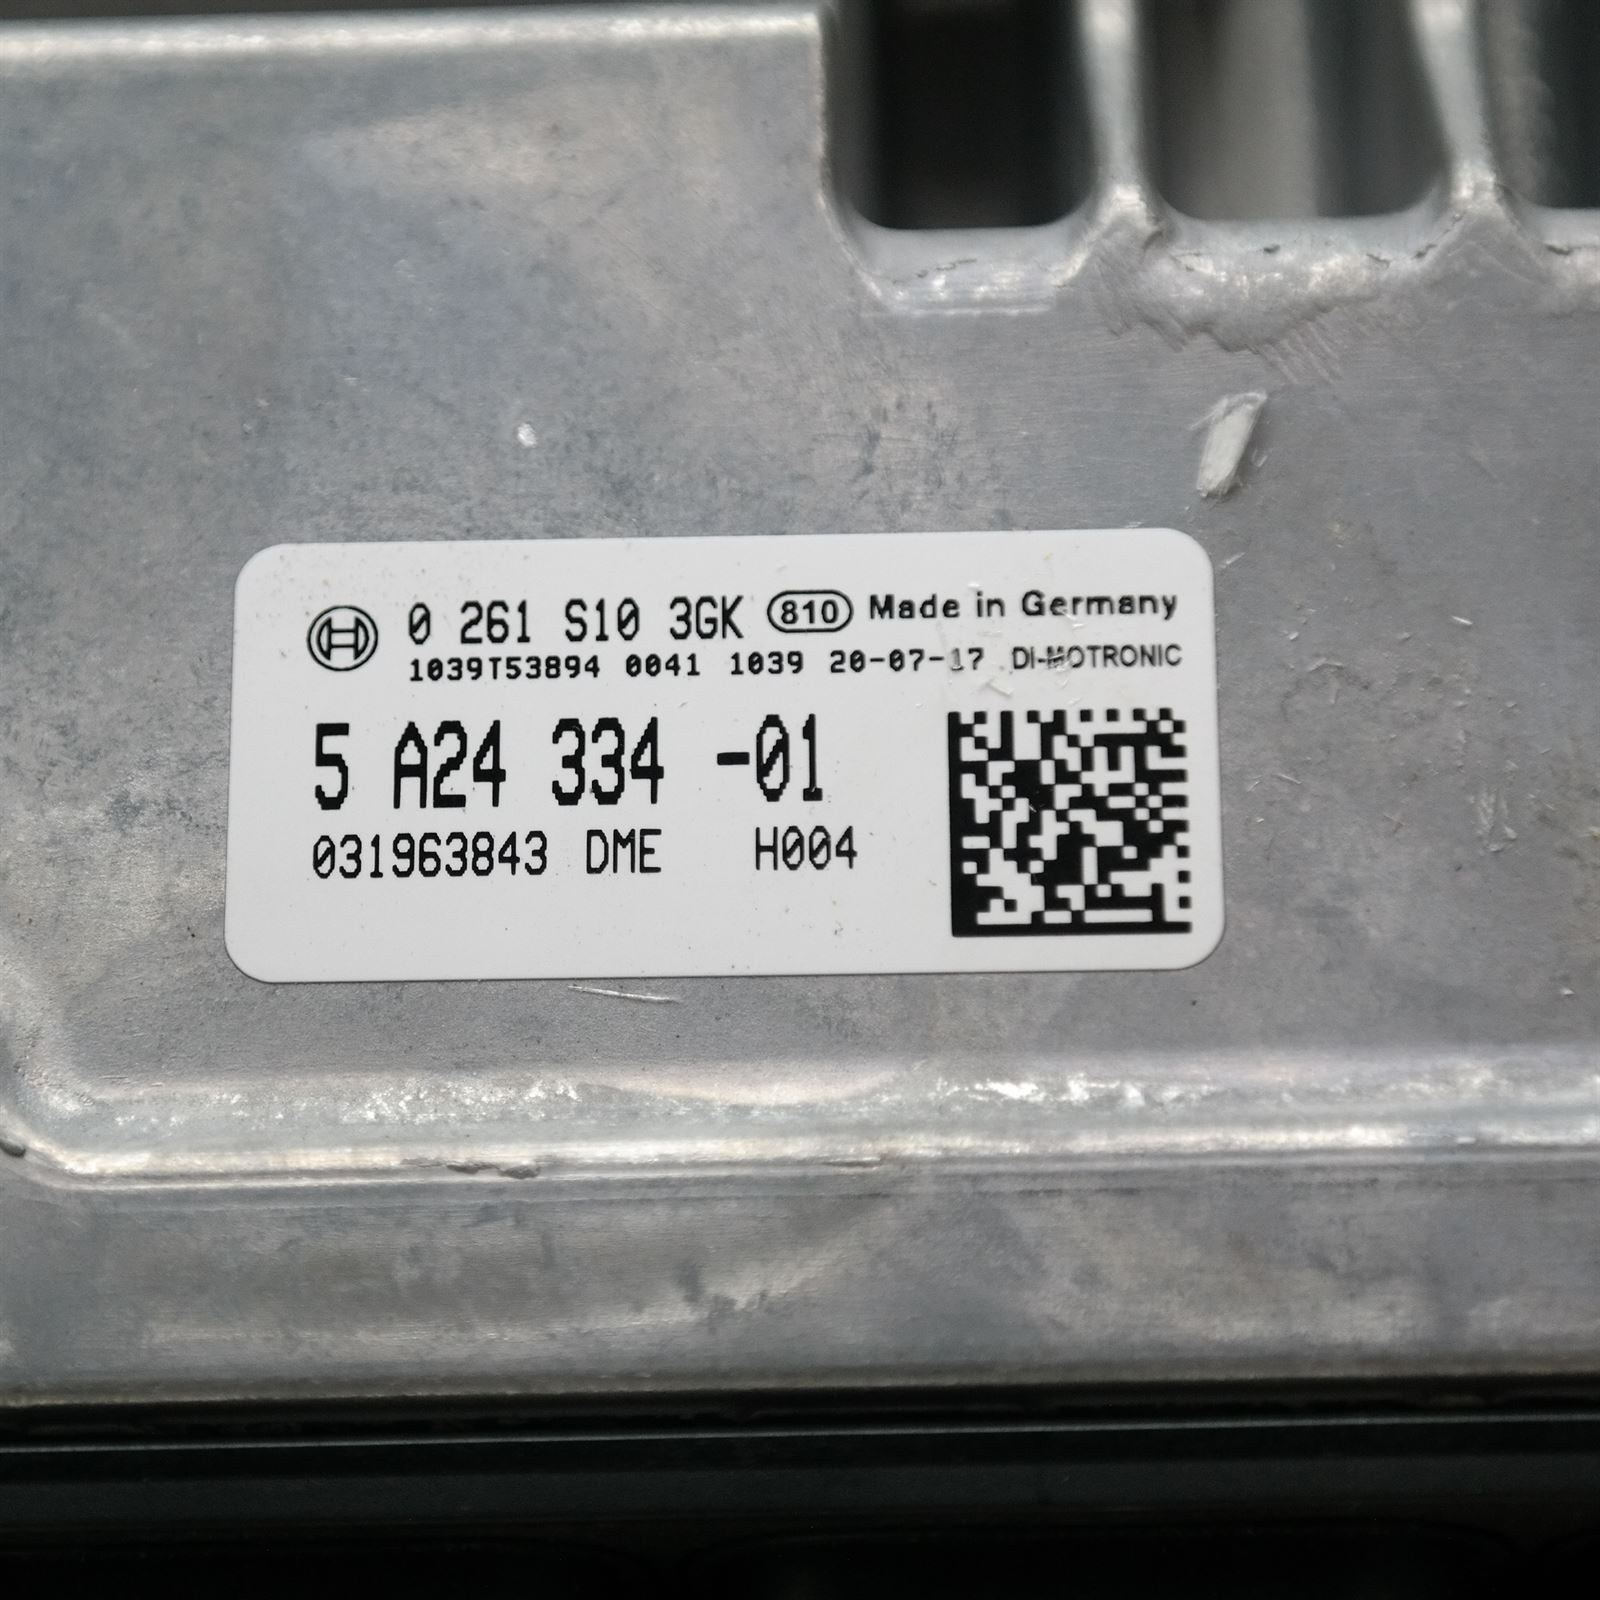 0 261 S10 3GK 810 Made in Germany
1039T53894 0041 1039 20-07-17 DI-MOTRONIC
5 A24 334 -01
031963843 DME H004